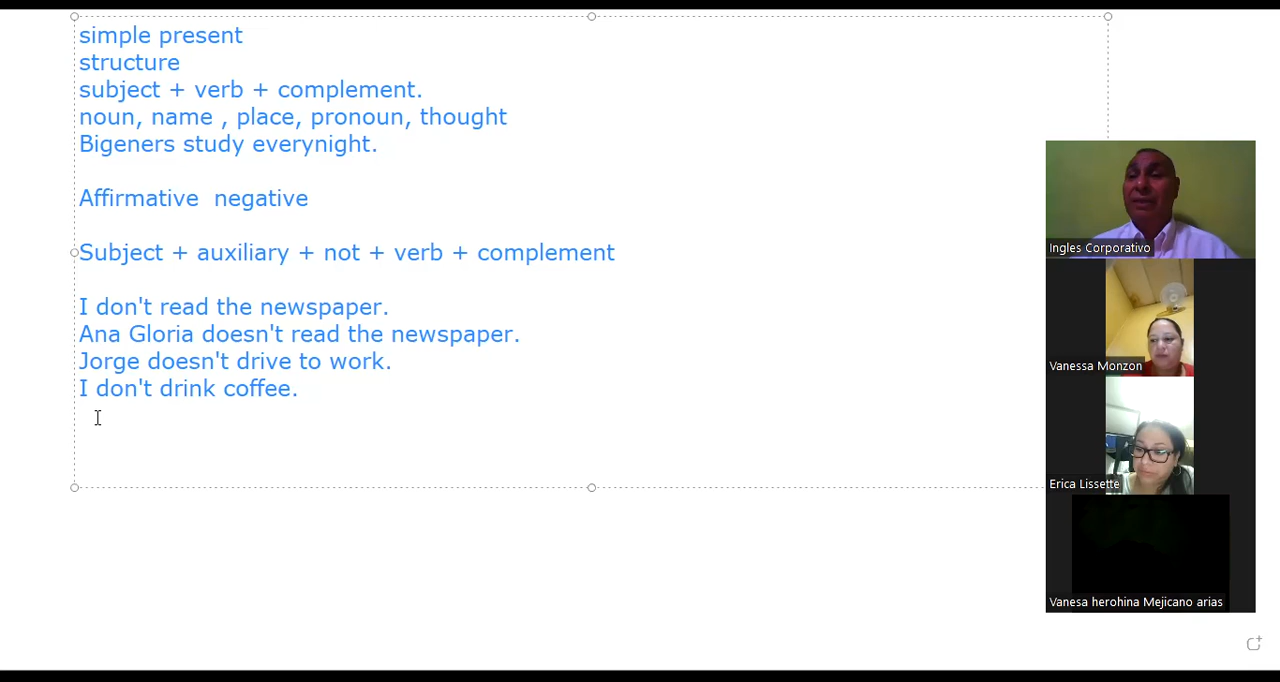 simple present
structure
subject + verb + complement.
noun, name , place, pronoun, thought
Bigeners study everynight.
Affirmative  negative
Subject + auxiliary + not + verb + complement
I don't read the newspaper.
Ana Gloria doesn't read the newspaper.
Jorge doesn't drive to work.
I don't drink coffee.
Ingles Corporativo
Vanessa Monzon
Erica Lissette
Vanesa herohina Mejicano arias